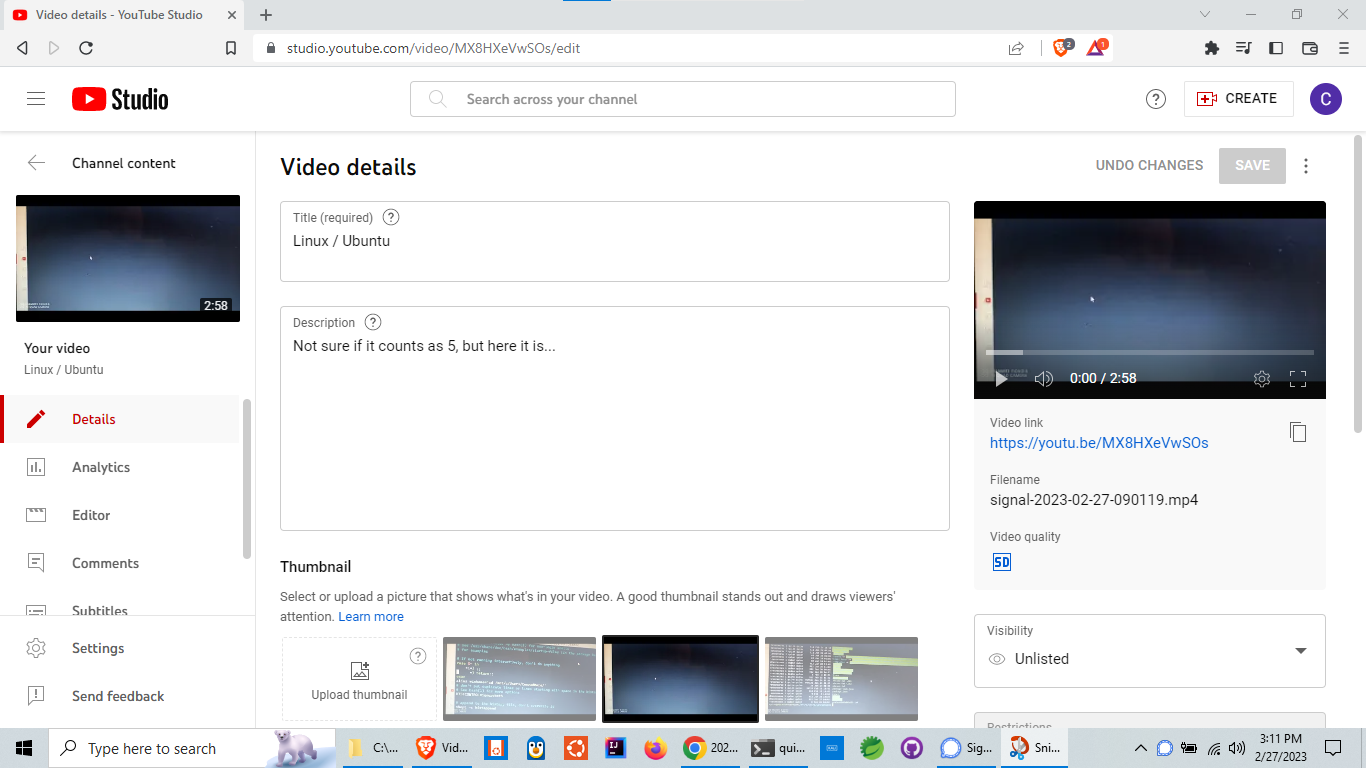 Video details - YouTube Studio
studio.youtube.com/video/MX8HXeVwSOs/edit
2
1
Studio
Search across your channel
CREATE
C
Channel content
2:58
Your video
Linux / Ubuntu
Details
Analytics
Editor
Comments
Subtitles
Settings
Send feedback
Video details
UNDO CHANGES
SAVE
Title (required)
Linux / Ubuntu
Description
Not sure if it counts as 5, but here it is...
Thumbnail
Select or upload a picture that shows what's in your video. A good thumbnail stands out and draws viewers'
attention. Learn more
Upload thumbnail
0:00 / 2:58
Video link
https://youtu.be/MX8HXeVwSOs
Filename
signal-2023-02-27-090119.mp4
Video quality
SD
Visibility
Unlisted
Restrictions
Type here to search
C:\...
Vid...
202...
qui...
Sig...
Sni...
3:11 PM
2/27/2023